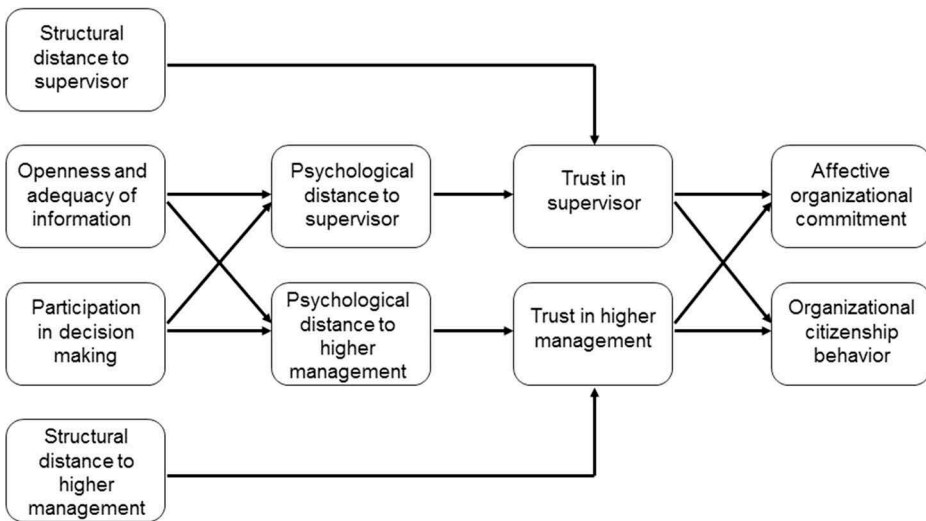 Structural
distance to
supervisor
Openness and
adequacy of
information
Psychological
distance to
supervisor
Trust in
supervisor
Affective
organizational
commitment
Participation
in decision
making
Psychological
distance to
higher
management
Trust in higher
management
Organizational
citizenship
behavior
Structural
distance to
higher
management